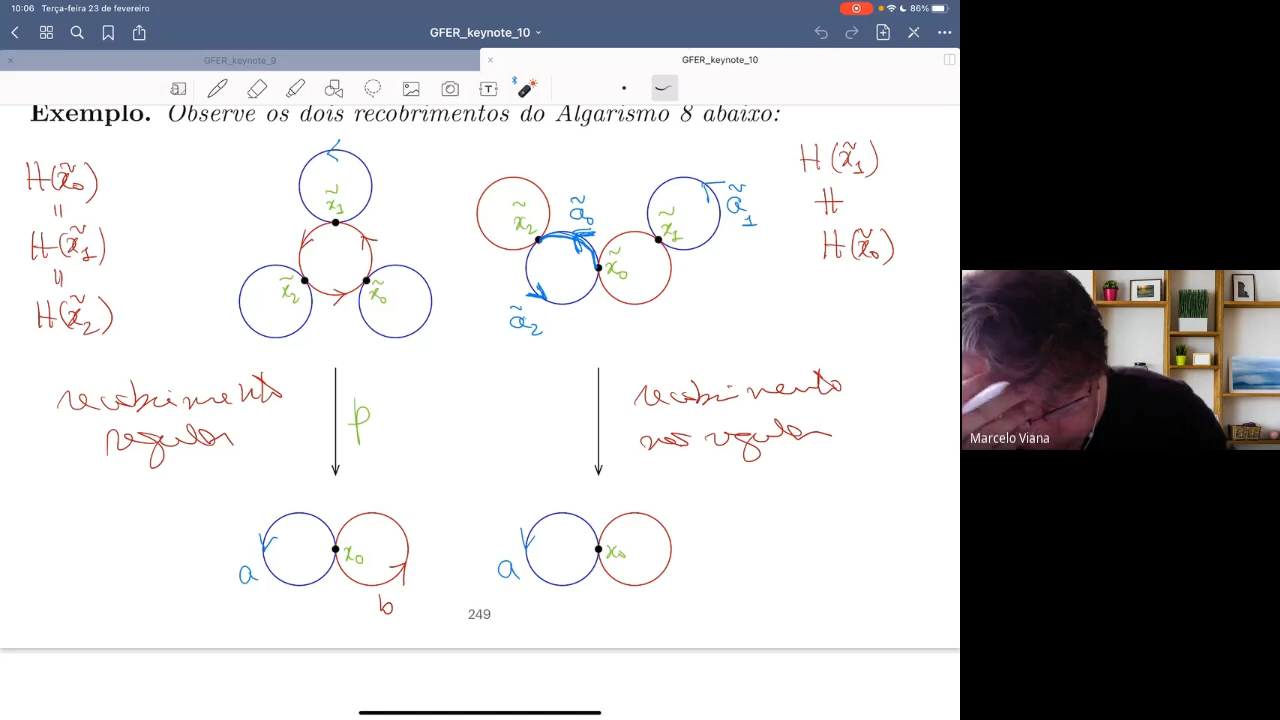 10:06 Terça-feira 23 de fevereiro
86%
GFER_keynote_10
GFER_keynote_9
GFER_keynote_10
T
Exemplo. Observe os dois recobrimentos do Algarismo 8 abaixo:
H(x̃0)
=
H(x̃1)
=
H(x̃2)
x̃1
x̃2
x̃0
x̃2
ã0
x̃0
x̃1
ã1
ã2
H(x̃1)
≠
H(x̃0)
recobrimento
regular
p
recobrimento
não regular
a
x0
b
a
x0
249
Marcelo Viana